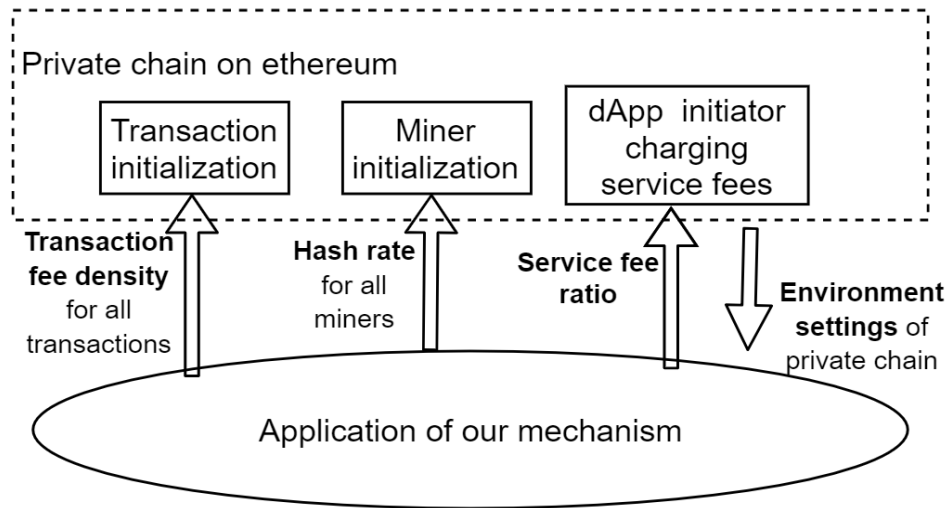 Private chain on ethereum
Transaction
initialization
Miner
initialization
dApp initiator
charging
service fees
Transaction
fee density
for all
transactions
Hash rate
for all
miners
Service fee
ratio
Environment
settings of
private chain
Application of our mechanism